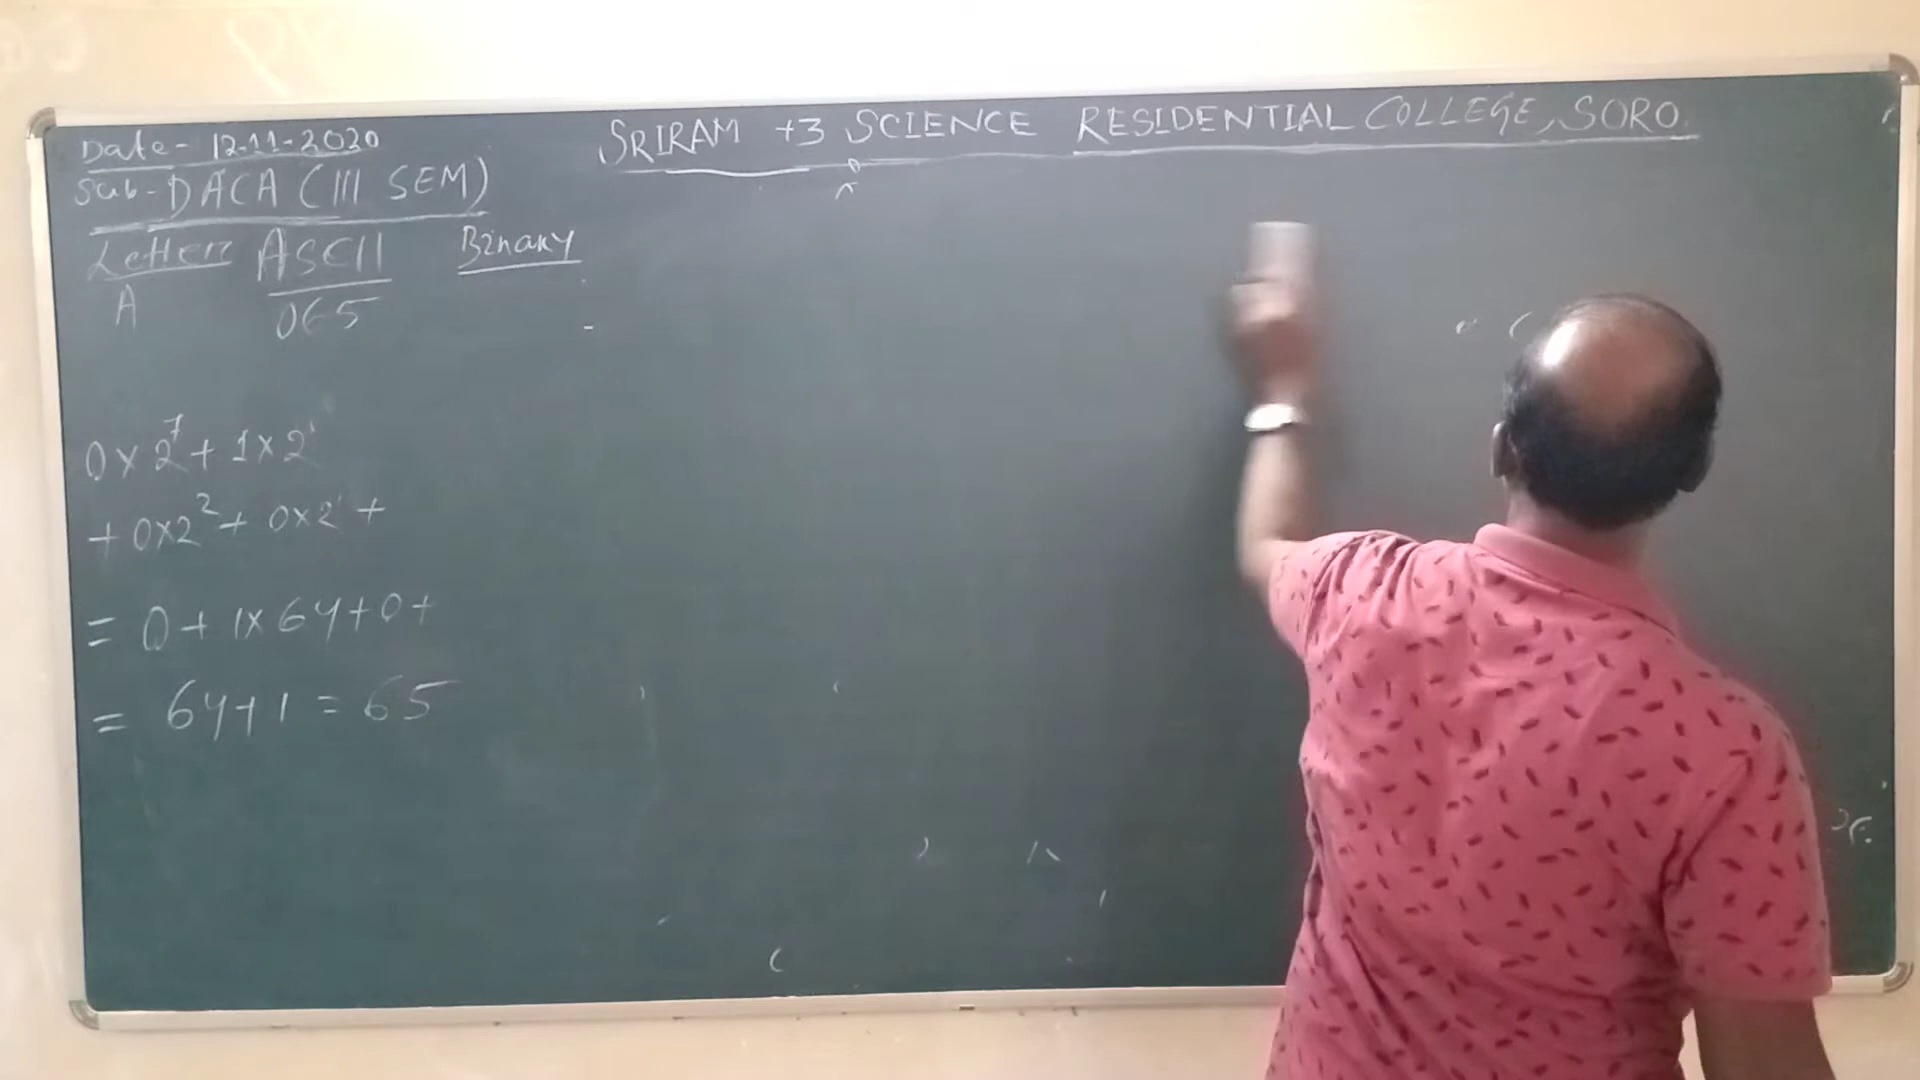 SRIRAM +3 SCIENCE RESIDENTIAL COLLEGE, SORO.
Date- 12-11-2020
Sub- DACA (III SEM)
Letter ASCII Binary
A 065
0×2⁷+1×2
+0×2²+0×2¹+
=0+1×64+0+
=64+1=65